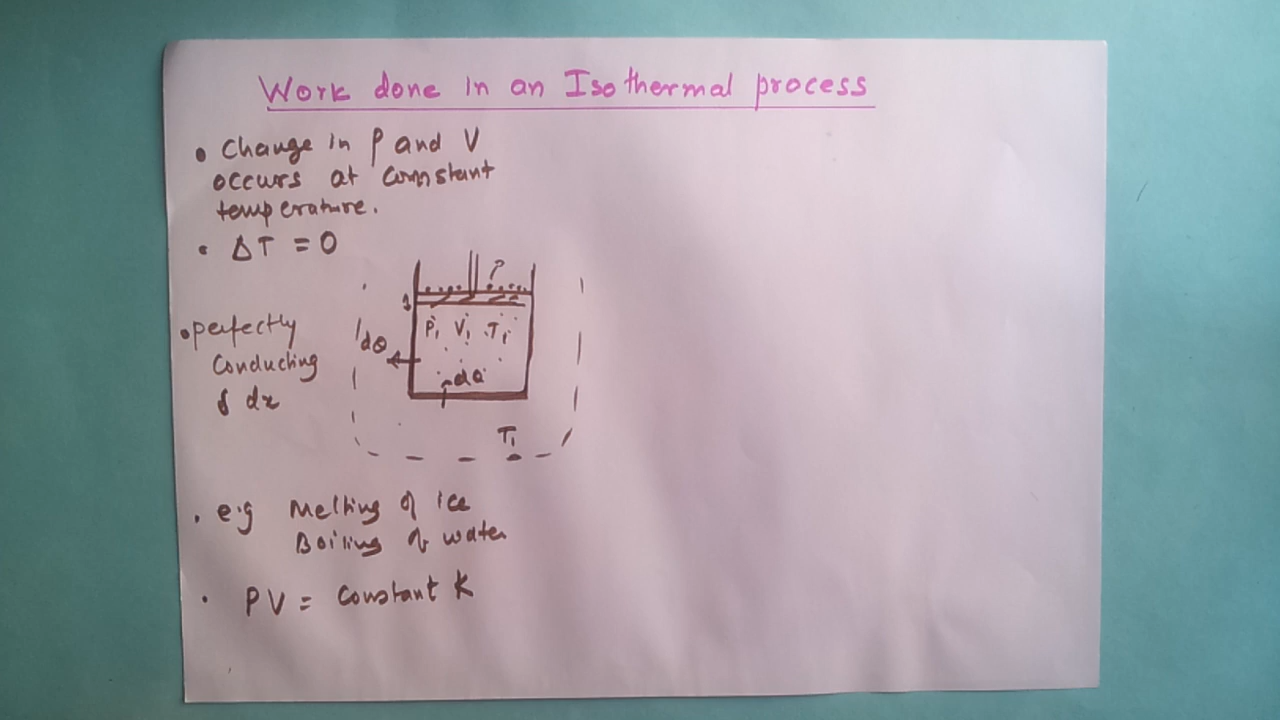 Work done in an Isothermal process
• Change in P and V
occurs at constant
temperature.
• ΔT = 0
P
P₁ V₁ T₁
• perfectly
conducting
dx
dQ
dQ
T₁
• e.g Melting of ice
Boiling of water
• PV = constant K